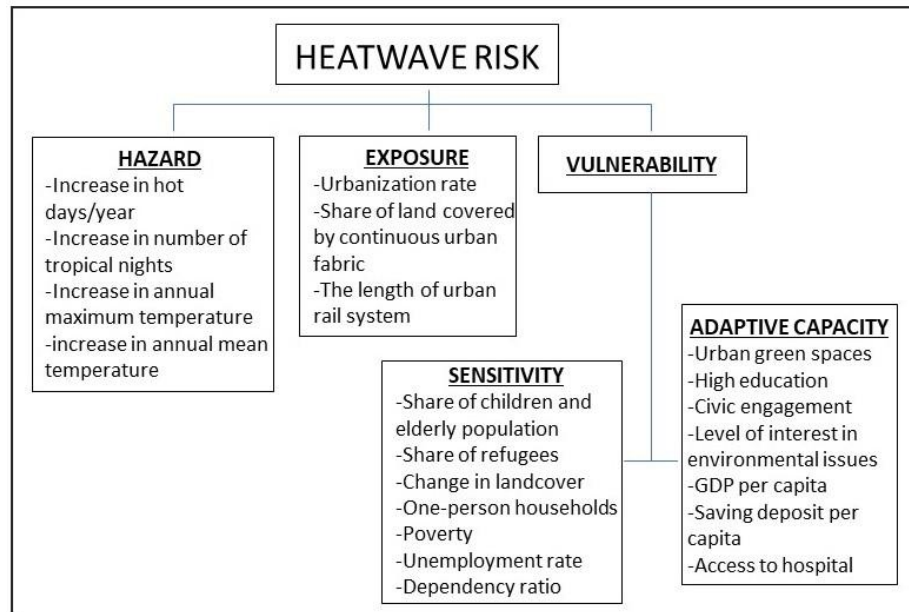 HEATWAVE RISK
HAZARD
-Increase in hot
days/year
-Increase in number of
tropical nights
-Increase in annual
maximum temperature
-increase in annual mean
temperature
EXPOSURE
-Urbanization rate
-Share of land covered
by continuous urban
fabric
-The length of urban
rail system
VULNERABILITY
SENSITIVITY
-Share of children and
elderly population
-Share of refugees
-Change in landcover
-One-person households
-Poverty
-Unemployment rate
-Dependency ratio
ADAPTIVE CAPACITY
-Urban green spaces
-High education
-Civic engagement
-Level of interest in
environmental issues
-GDP per capita
-Saving deposit per
capita
-Access to hospital